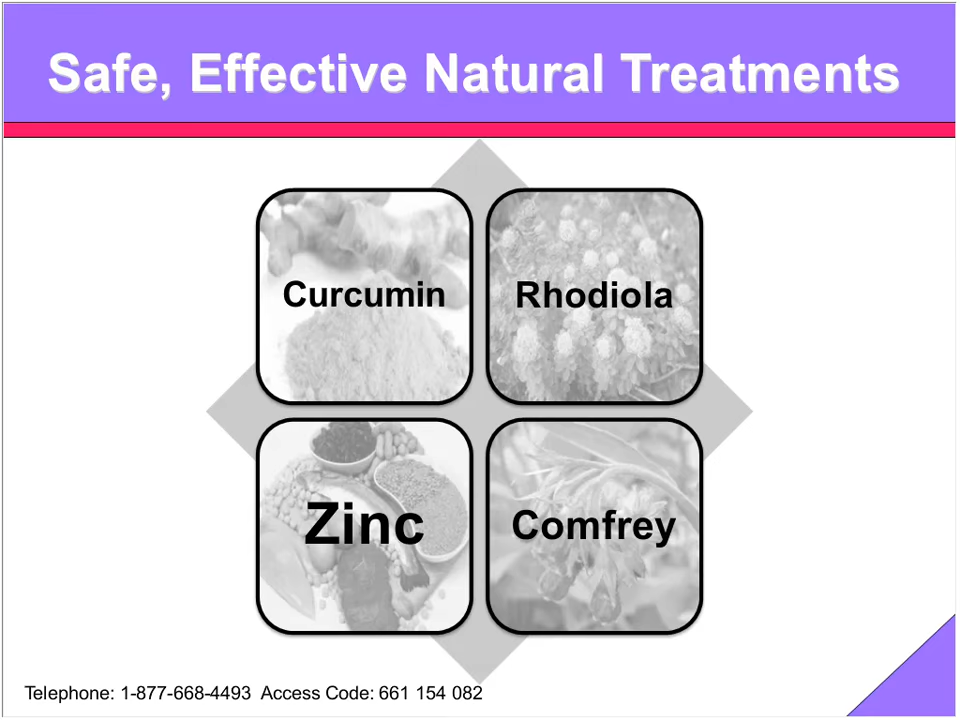 Safe, Effective Natural Treatments
Curcumin
Rhodiola
Zinc
Comfrey
Telephone: 1-877-668-4493 Access Code: 661 154 082